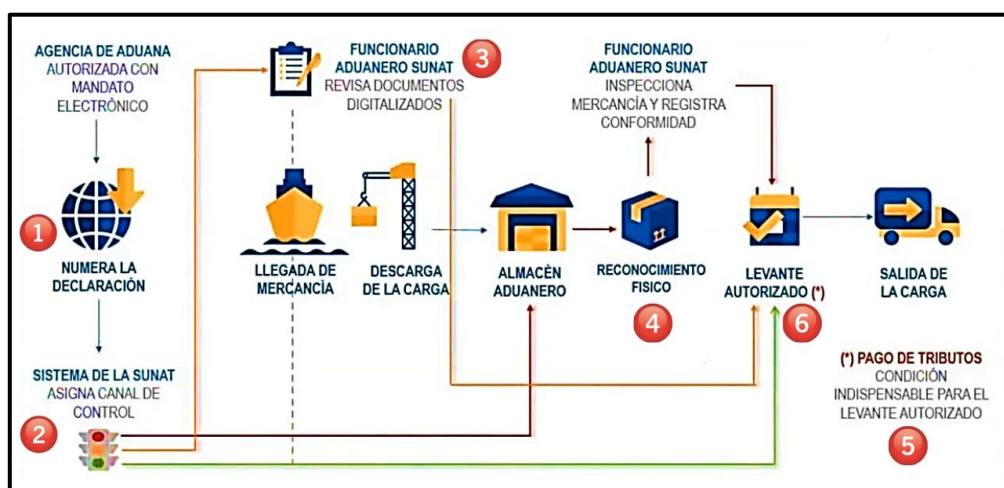 AGENCIA DE ADUANA
AUTORIZADA CON
MANDATO
ELECTRÓNICO
1
NUMERA LA
DECLARACIÓN
SISTEMA DE LA SUNAT
ASIGNA CANAL DE
CONTROL
2
FUNCIONARIO
ADUANERO SUNAT
REVISA DOCUMENTOS
DIGITALIZADOS
3
LLEGADA DE
MERCANCÍA
DESCARGA
DE LA CARGA
ALMACÉN
ADUANERO
FUNCIONARIO
ADUANERO SUNAT
INSPECCIONA
MERCANCÍA Y REGISTRA
CONFORMIDAD
RECONOCIMIENTO
FISICO
4
LEVANTE
AUTORIZADO (*)
6
SALIDA DE
LA CARGA
(*) PAGO DE TRIBUTOS
CONDICIÓN
INDISPENSABLE PARA EL
LEVANTE AUTORIZADO
5